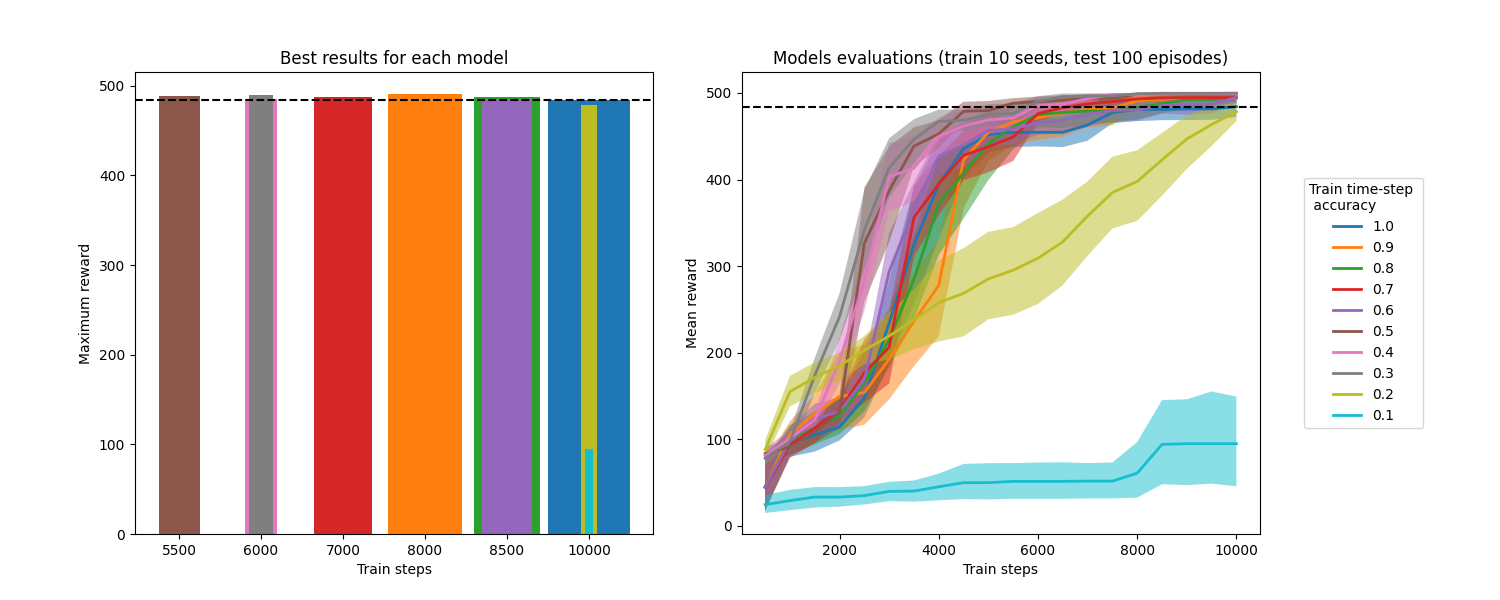 Best results for each model
Maximum reward
500
400
300
200
100
0
5500 6000 7000 8000 8500 10000
Train steps
Models evaluations (train 10 seeds, test 100 episodes)
Mean reward
500
400
300
200
100
0
2000 4000 6000 8000 10000
Train steps
Train time-step
accuracy
1.0
0.9
0.8
0.7
0.6
0.5
0.4
0.3
0.2
0.1